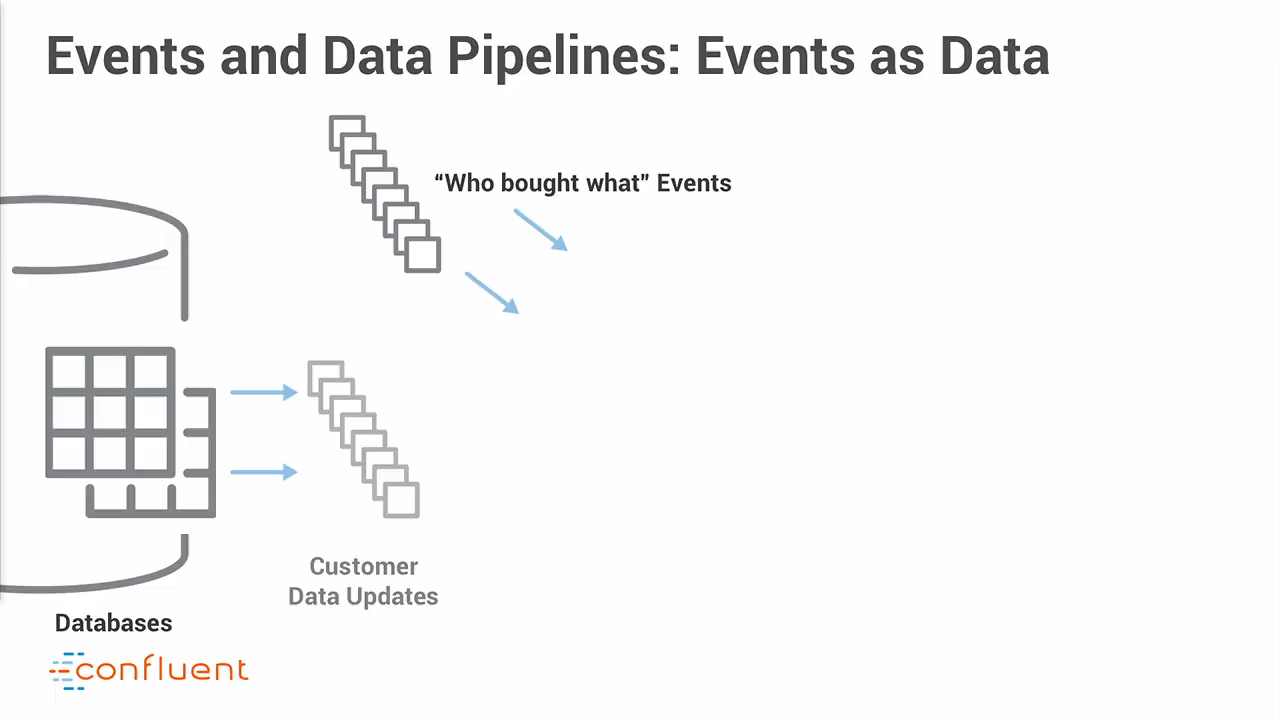 Events and Data Pipelines: Events as Data
“Who bought what” Events
Customer
Data Updates
Databases
confluent